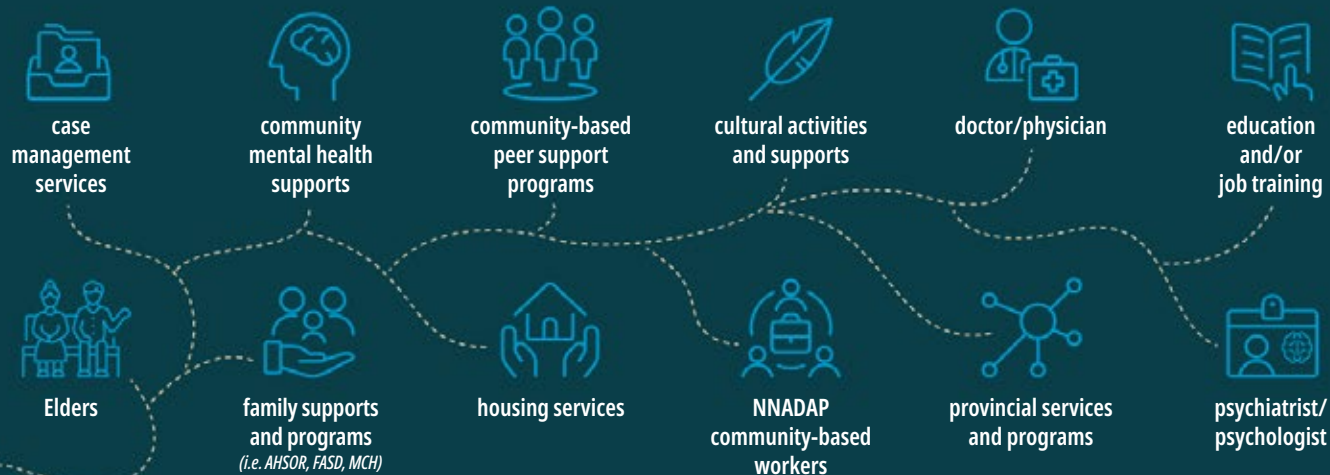 case
management
services
community
mental health
supports
community-based
peer support
programs
cultural activities
and supports
doctor/physician
education
and/or
job training
Elders
family supports
and programs
(i.e. AHSOR, FASD, MCH)
housing services
NNADAP
community-based
workers
provincial services
and programs
psychiatrist/
psychologist